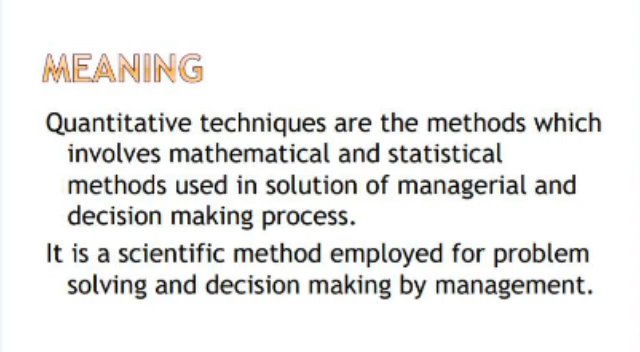 MEANING
Quantitative techniques are the methods which
involves mathematical and statistical
methods used in solution of managerial and
decision making process.
It is a scientific method employed for problem
solving and decision making by management.